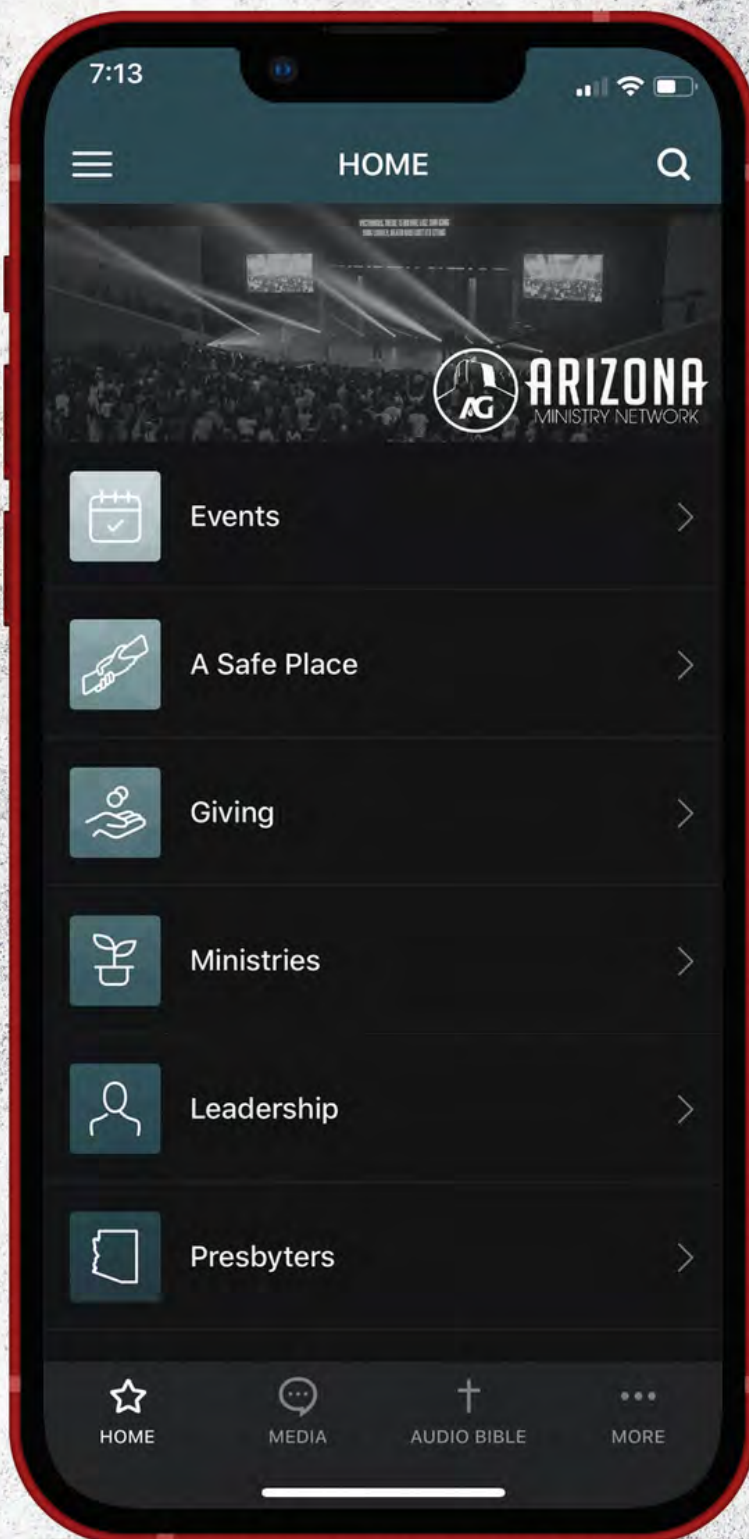 7:13
HOME
AG
ARIZONA
MINISTRY NETWORK
Events
A Safe Place
Giving
Ministries
Leadership
Presbyters
HOME
MEDIA
AUDIO BIBLE
MORE